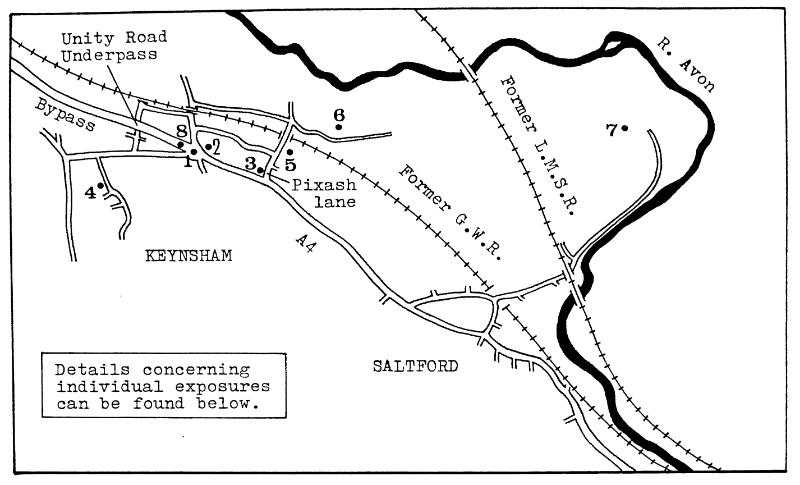 Unity Road
Underpass
R. Avon
Bypass
Former L.M.S.R.
6
7
8
2
1
3
5
Pixash
lane
4
Former G.W.R.
A4
KEYNSHAM
SALTFORD
Details concerning
individual exposures
can be found below.